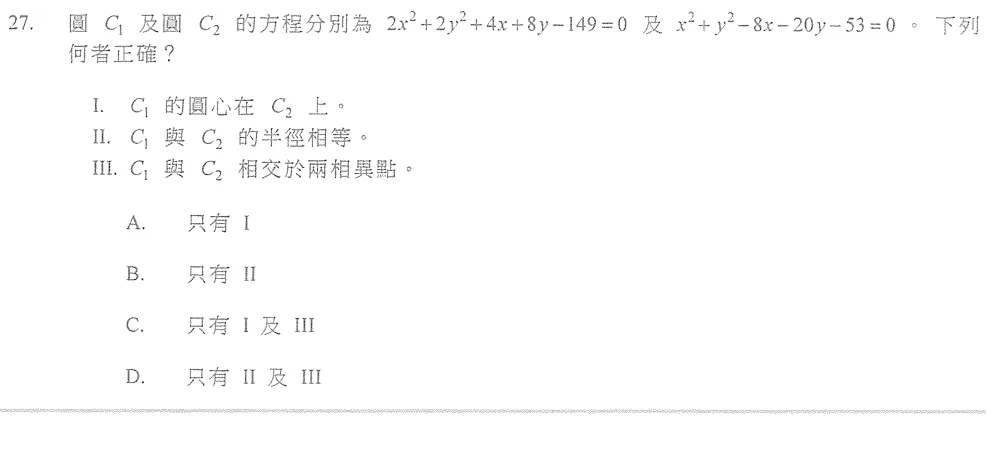 27. 圓 C₁ 及圓 C₂ 的方程分別為 2x²+2y²+4x+8y−149=0 及 x²+y²−8x−20y−53=0 。 下列
何者正確？
I. C₁ 的圓心在 C₂ 上。
II. C₁ 與 C₂ 的半徑相等。
III. C₁ 與 C₂ 相交於兩相異點。
A. 只有 I
B. 只有 II
C. 只有 I 及 III
D. 只有 II 及 III